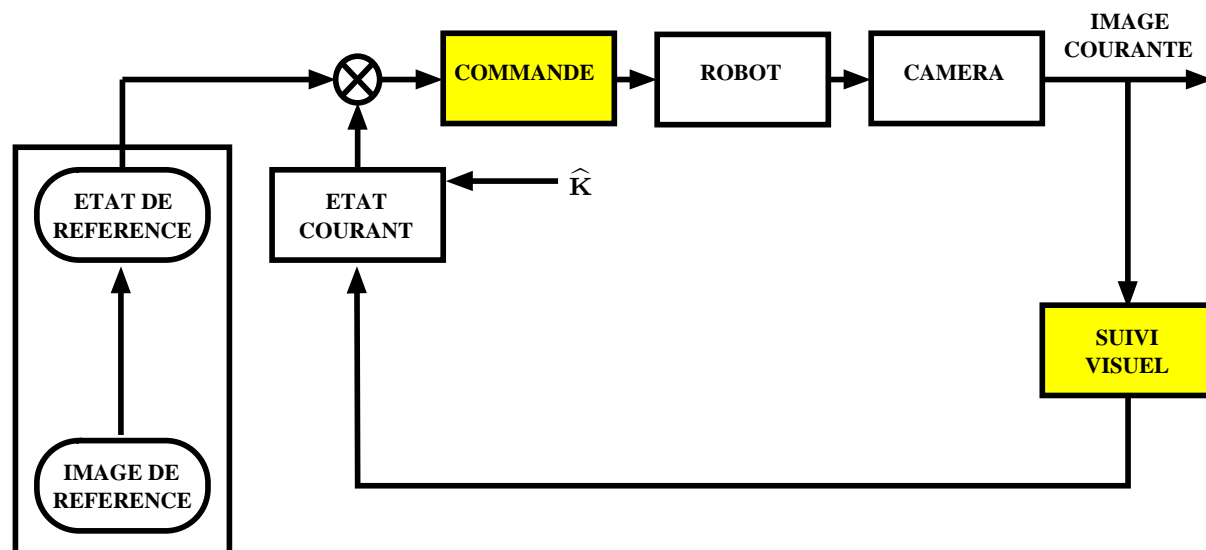 IMAGE
COURANTE
COMMANDE
ROBOT
CAMERA
ETAT DE
REFERENCE
ETAT
COURANT
K̂
SUIVI
VISUEL
IMAGE DE
REFERENCE